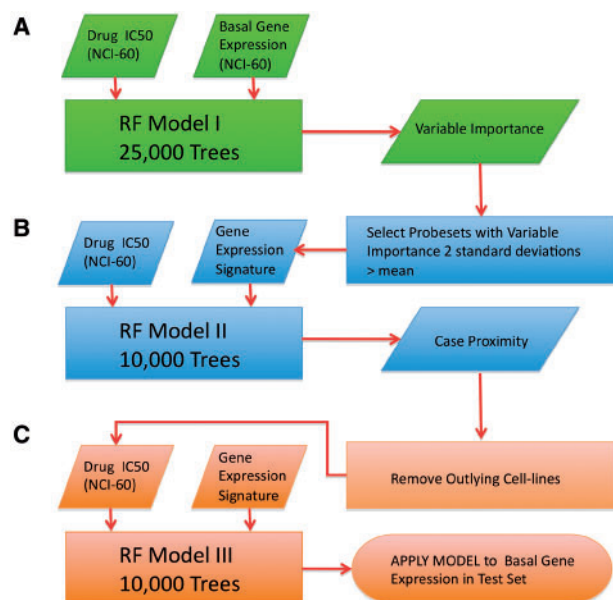 A
Drug IC50
(NCI-60)
Basal Gene
Expression
(NCI-60)
RF Model I
25,000 Trees
Variable Importance
B
Drug IC50
(NCI-60)
Gene
Expression
Signature
Select Probesets with Variable
Importance 2 standard deviations
> mean
RF Model II
10,000 Trees
Case Proximity
C
Drug IC50
(NCI-60)
Gene
Expression
Signature
Remove Outlying Cell-lines
RF Model III
10,000 Trees
APPLY MODEL to Basal Gene
Expression in Test Set